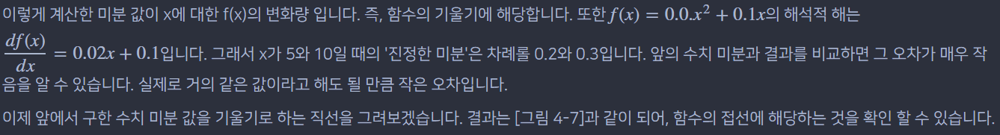 이렇게 계산한 미분 값이 x에 대한 f(x)의 변화량 입니다. 즉, 함수의 기울기에 해당합니다. 또한 f(x) = 0.0.x² + 0.1x의 해석적 해는
df(x)/dx = 0.02x + 0.1입니다. 그래서 x가 5와 10일 때의 '진정한 미분'은 차례롤 0.2와 0.3입니다. 앞의 수치 미분과 결과를 비교하면 그 오차가 매우 작
음을 알 수 있습니다. 실제로 거의 같은 값이라고 해도 될 만큼 작은 오차입니다.
이제 앞에서 구한 수치 미분 값을 기울기로 하는 직선을 그려보겠습니다. 결과는 [그림 4-7]과 같이 되어, 함수의 접선에 해당하는 것을 확인 할 수 있습니다.